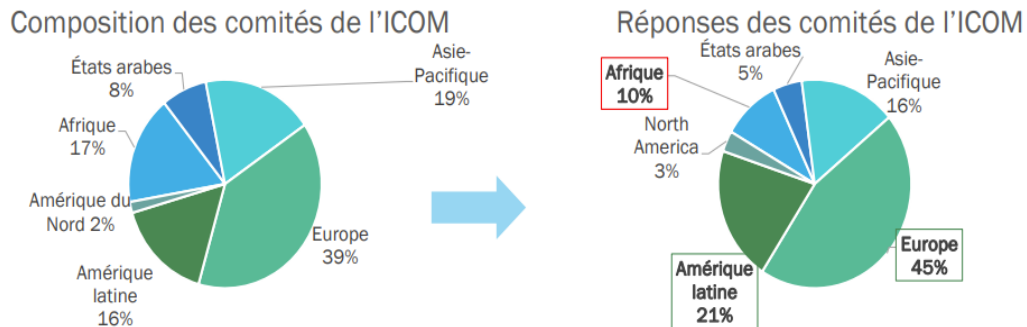 Composition des comités de l'ICOM
États arabes
8%
Asie-
Pacifique
19%
Afrique
17%
Amérique du
Nord 2%
Europe
39%
Amérique
latine
16%
Réponses des comités de l'ICOM
États arabes
5%
Asie-
Pacifique
16%
Afrique
10%
North
America
3%
Europe
45%
Amérique
latine
21%